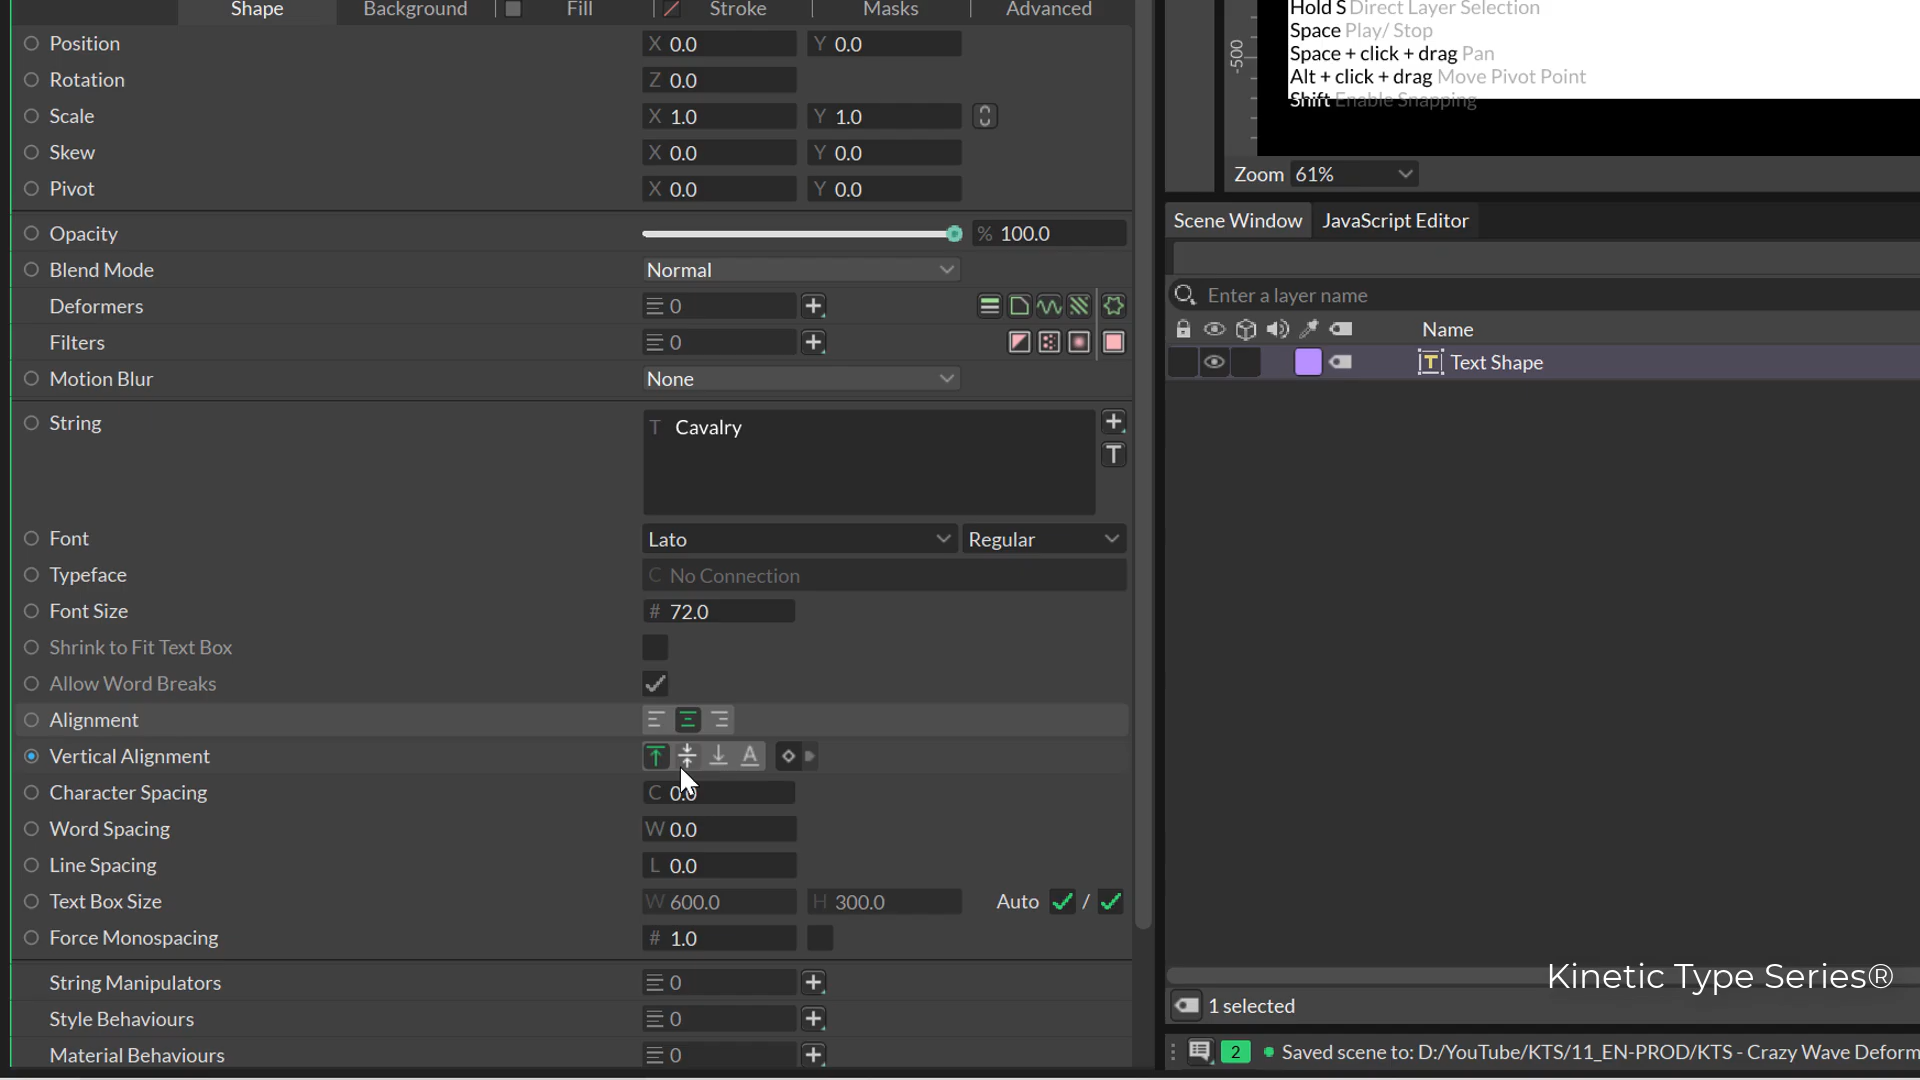 Shape Background Fill Stroke Masks Advanced
Position X 0.0 Y 0.0
Rotation Z 0.0
Scale X 1.0 Y 1.0
Skew X 0.0 Y 0.0
Pivot X 0.0 Y 0.0
Opacity % 100.0
Blend Mode Normal
Deformers 0
Filters 0
Motion Blur None
String T Cavalry
T
Font Lato Regular
Typeface C No Connection
Font Size # 72.0
Shrink to Fit Text Box
Allow Word Breaks
Alignment
Vertical Alignment A
Character Spacing C 0.0
Word Spacing W 0.0
Line Spacing L 0.0
Text Box Size W 600.0 H 300.0 Auto /
Force Monospacing # 1.0
String Manipulators 0
Style Behaviours 0
Material Behaviours 0
-500
Hold S Direct Layer Selection
Space Play/ Stop
Space + click + drag Pan
Alt + click + drag Move Pivot Point
Shift Enable Snapping
Zoom 61%
Scene Window JavaScript Editor
Enter a layer name
Name
T Text Shape
Kinetic Type Series®
1 selected
2 Saved scene to: D:/YouTube/KTS/11_EN-PROD/KTS - Crazy Wave Deform